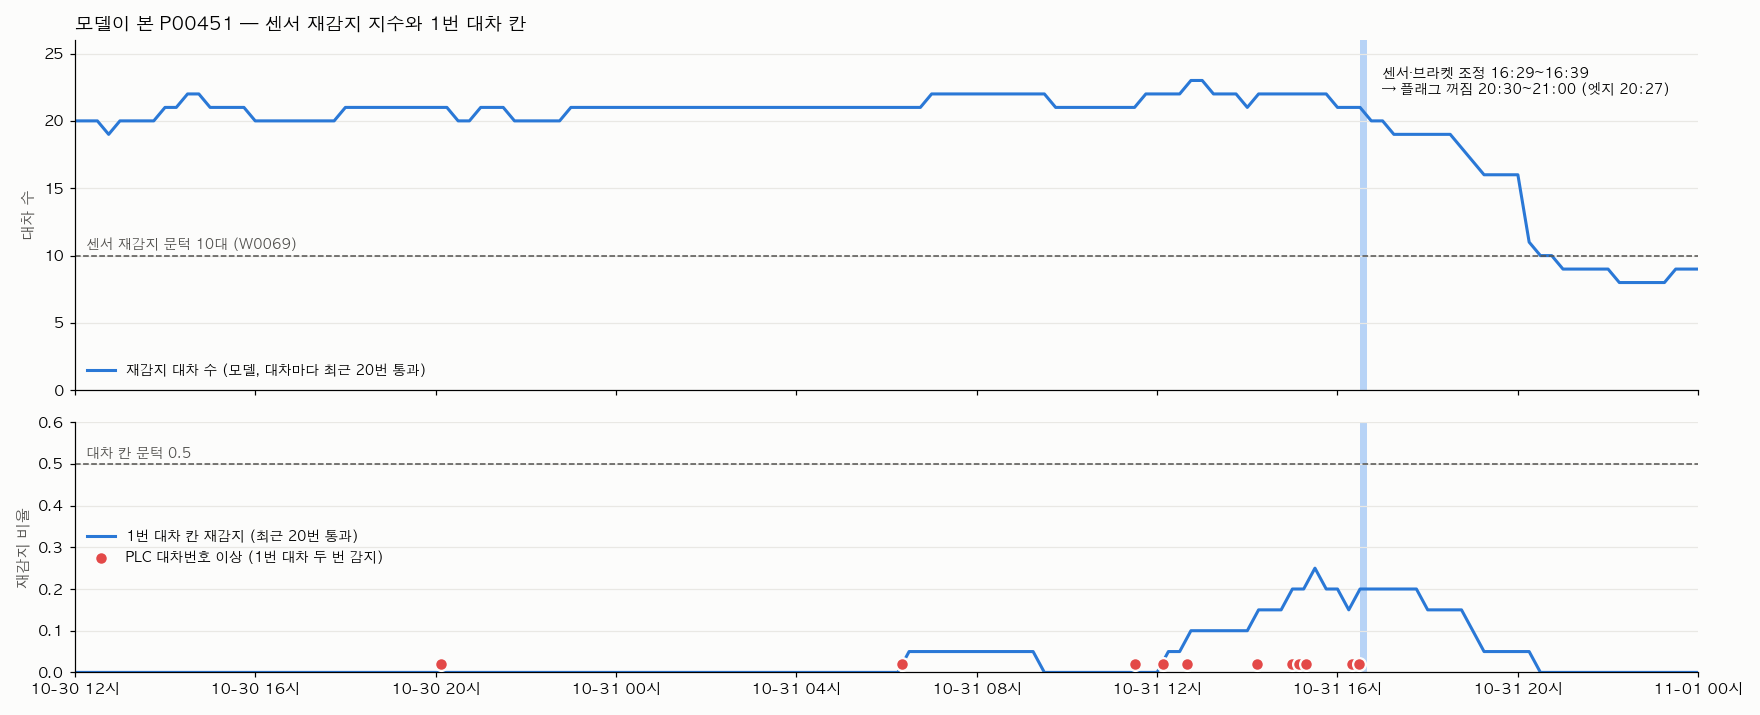 모델이 본 P00451 — 센서 재감지 지수와 1번 대차 칸
25
20
15
10
5
0
대차 수
센서·브라켓 조정 16:29~16:39
→ 플래그 꺼짐 20:30~21:00 (엣지 20:27)
센서 재감지 문턱 10대 (W0069)
재감지 대차 수 (모델, 대차마다 최근 20번 통과)
0.6
0.5
0.4
0.3
0.2
0.1
0.0
재감지 비율
대차 칸 문턱 0.5
1번 대차 칸 재감지 (최근 20번 통과)
PLC 대차번호 이상 (1번 대차 두 번 감지)
10-30 12시
10-30 16시
10-30 20시
10-31 00시
10-31 04시
10-31 08시
10-31 12시
10-31 16시
10-31 20시
11-01 00시